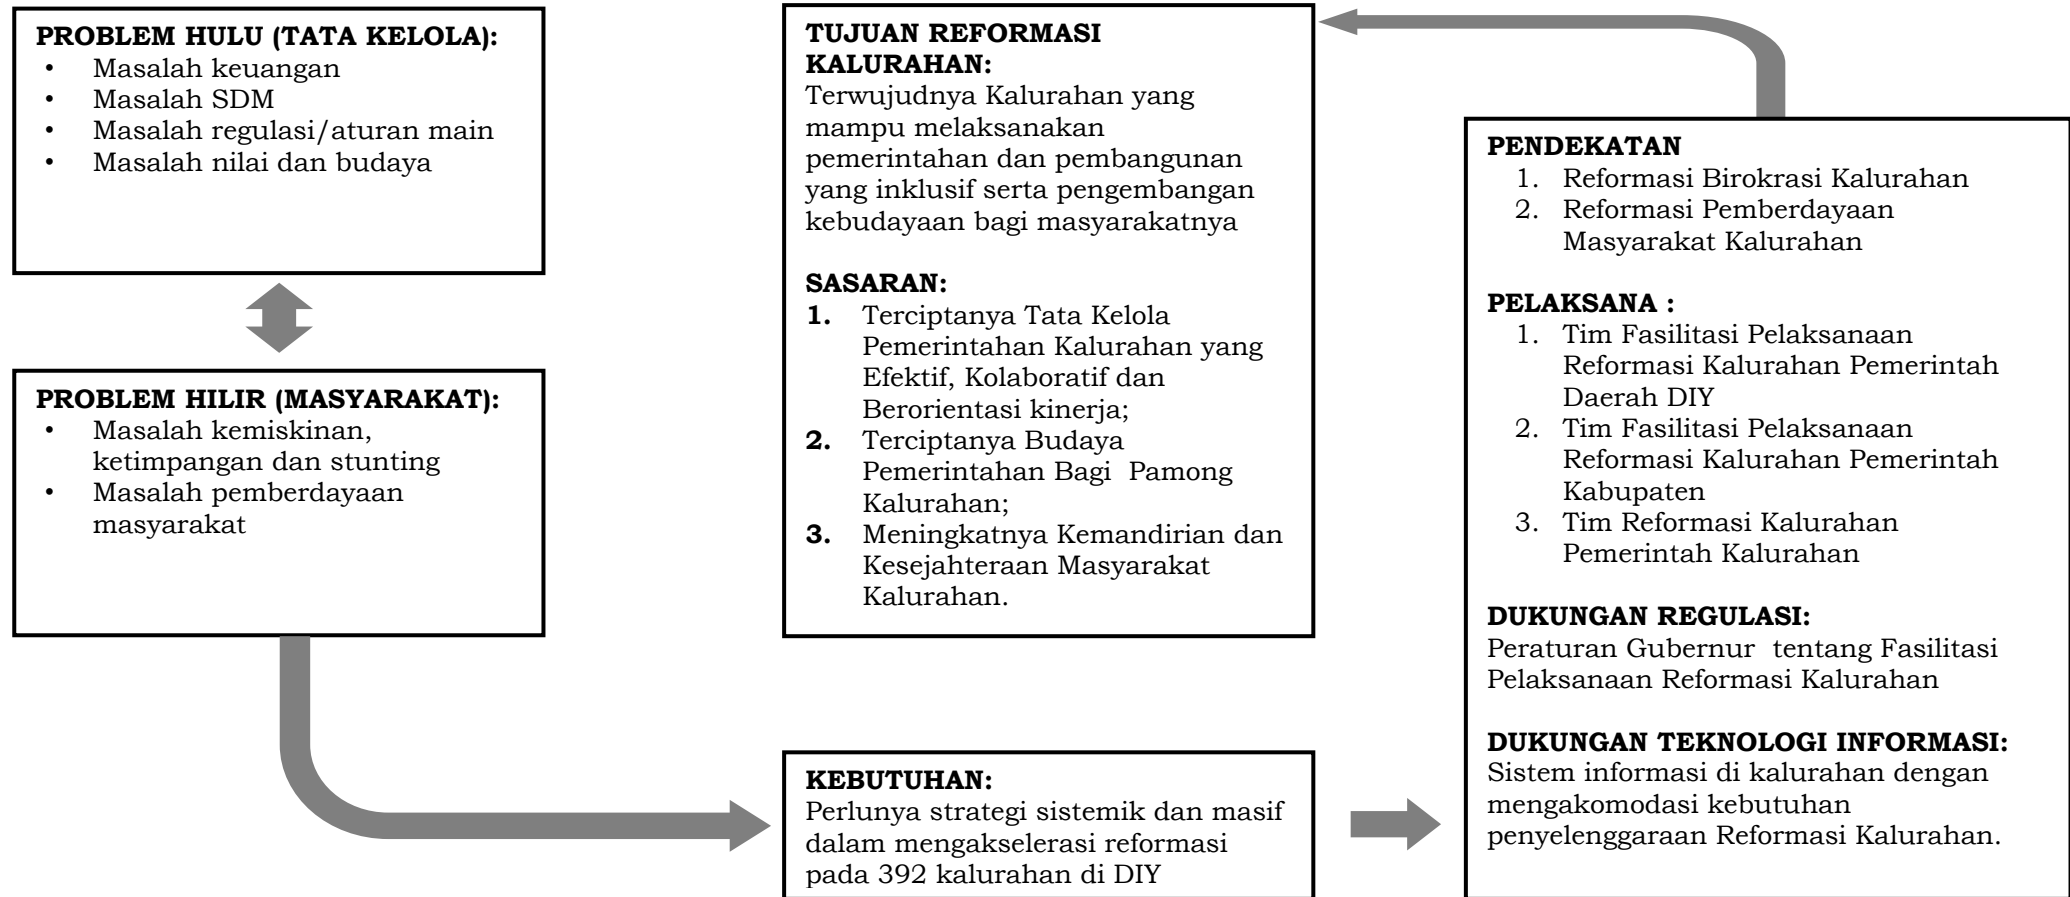 PROBLEM HULU (TATA KELOLA):
• Masalah keuangan
• Masalah SDM
• Masalah regulasi/aturan main
• Masalah nilai dan budaya
PROBLEM HILIR (MASYARAKAT):
• Masalah kemiskinan,
ketimpangan dan stunting
• Masalah pemberdayaan
masyarakat
KEBUTUHAN:
Perlunya strategi sistemik dan masif
dalam mengakselerasi reformasi
pada 392 kalurahan di DIY
PENDEKATAN
1. Reformasi Birokrasi Kalurahan
2. Reformasi Pemberdayaan
Masyarakat Kalurahan
PELAKSANA :
1. Tim Fasilitasi Pelaksanaan
Reformasi Kalurahan Pemerintah
Daerah DIY
2. Tim Fasilitasi Pelaksanaan
Reformasi Kalurahan Pemerintah
Kabupaten
3. Tim Reformasi Kalurahan
Pemerintah Kalurahan
DUKUNGAN REGULASI:
Peraturan Gubernur tentang Fasilitasi
Pelaksanaan Reformasi Kalurahan
DUKUNGAN TEKNOLOGI INFORMASI:
Sistem informasi di kalurahan dengan
mengakomodasi kebutuhan
penyelenggaraan Reformasi Kalurahan.
TUJUAN REFORMASI
KALURAHAN:
Terwujudnya Kalurahan yang
mampu melaksanakan
pemerintahan dan pembangunan
yang inklusif serta pengembangan
kebudayaan bagi masyarakatnya
SASARAN:
1. Terciptanya Tata Kelola
Pemerintahan Kalurahan yang
Efektif, Kolaboratif dan
Berorientasi kinerja;
2. Terciptanya Budaya
Pemerintahan Bagi Pamong
Kalurahan;
3. Meningkatnya Kemandirian dan
Kesejahteraan Masyarakat
Kalurahan.